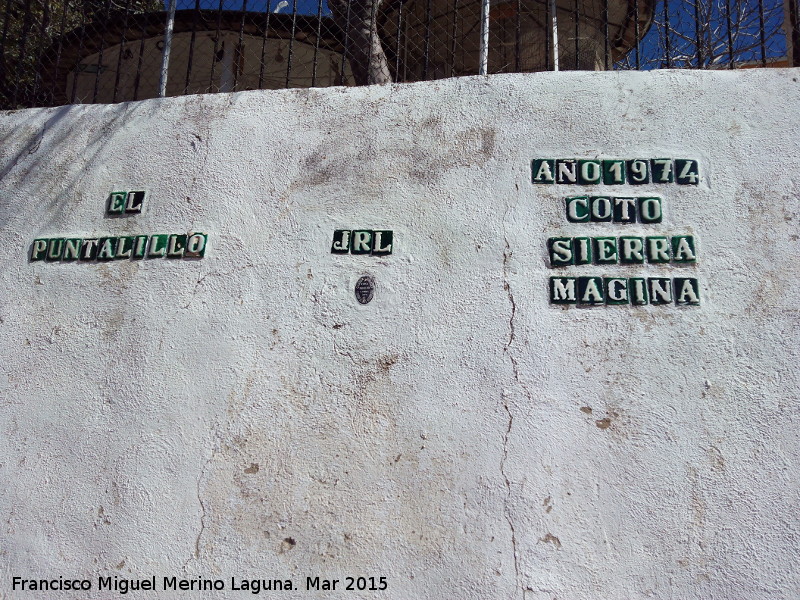 EL
PUNTALILLO
JRL
AÑO 1974
COTO
SIERRA
MAGINA
Francisco Miguel Merino Laguna. Mar 2015